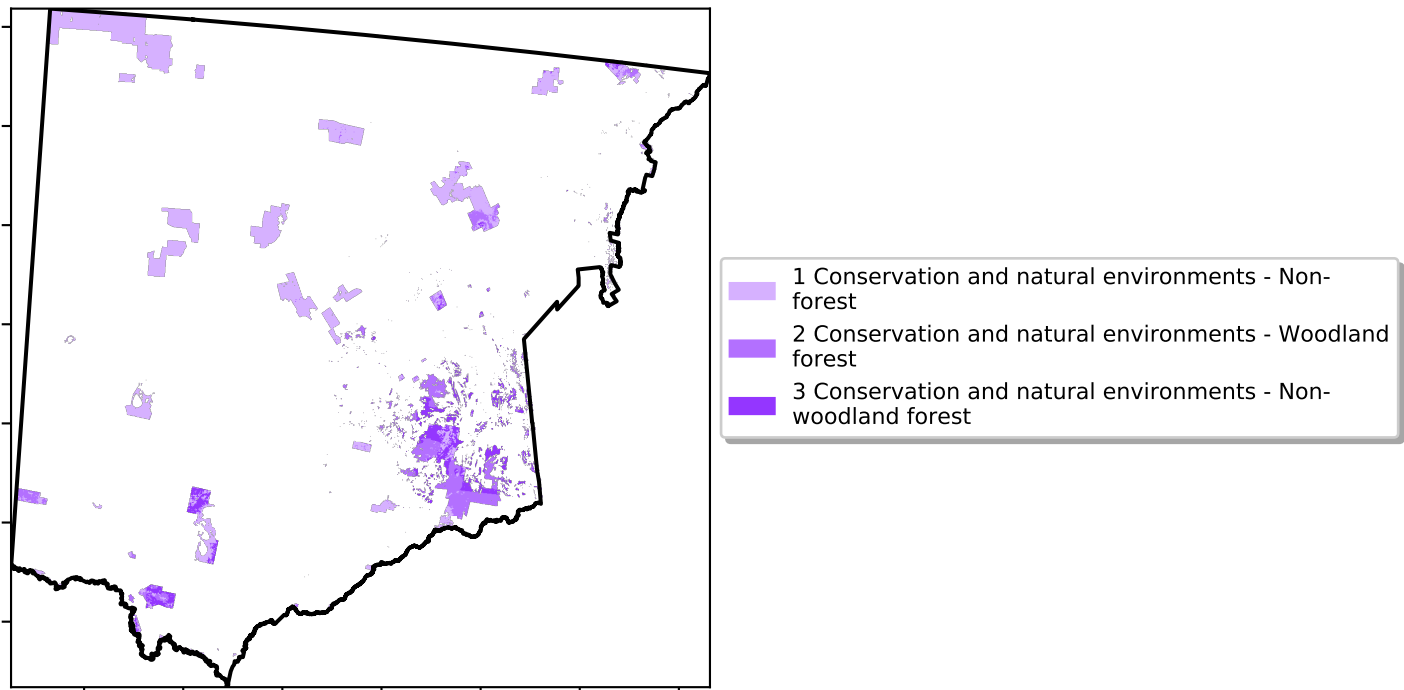 1 Conservation and natural environments - Non-
forest
2 Conservation and natural environments - Woodland
forest
3 Conservation and natural environments - Non-
woodland forest